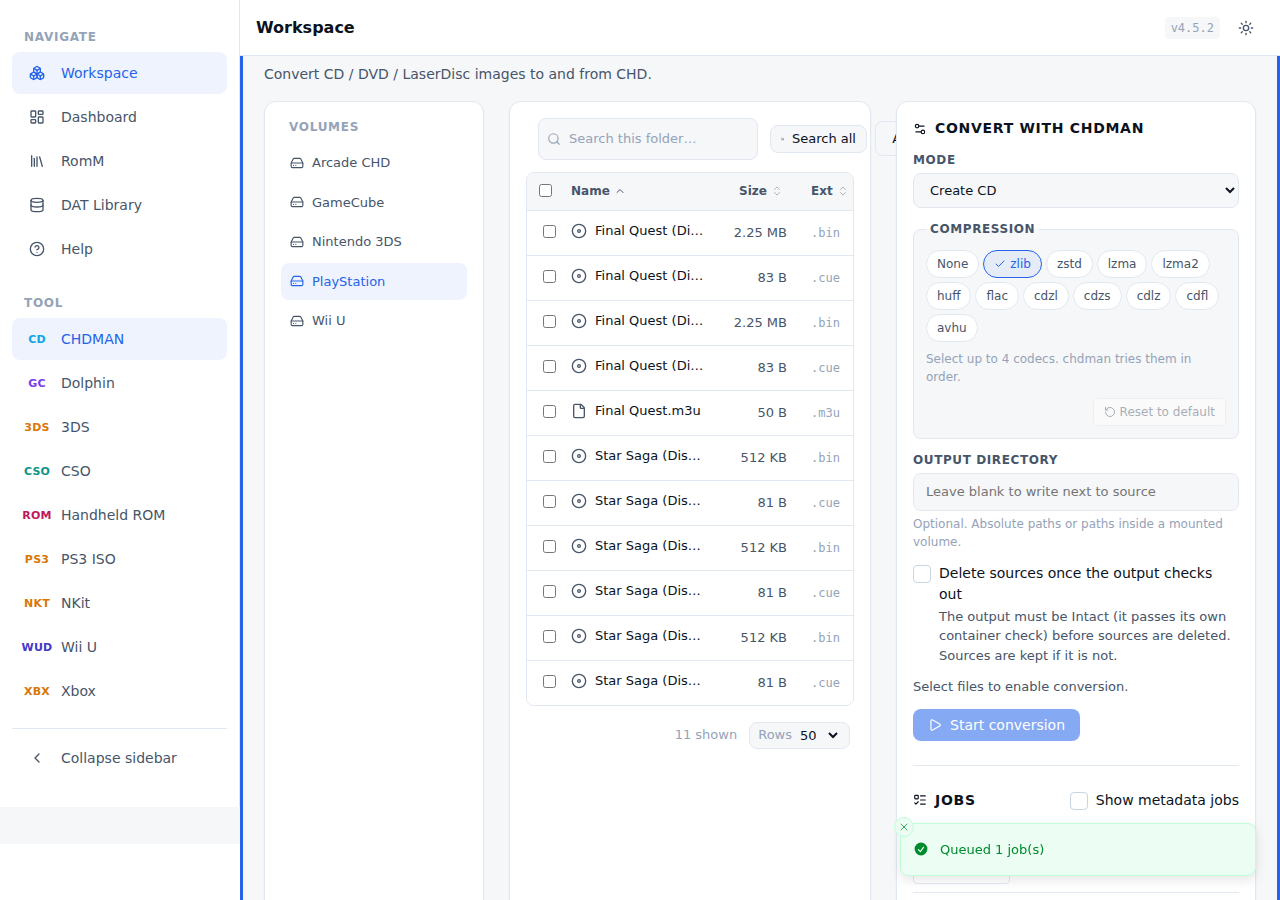 NAVIGATE
Workspace
Dashboard
RomM
DAT Library
Help
TOOL
CD CHDMAN
GC Dolphin
3DS 3DS
CSO CSO
ROM Handheld ROM
PS3 PS3 ISO
NKT NKit
WUD Wii U
XBX Xbox
Collapse sidebar
Workspace
v4.5.2
Convert CD / DVD / LaserDisc images to and from CHD.
VOLUMES
Arcade CHD
GameCube
Nintendo 3DS
PlayStation
Wii U
Search this folder…
Search all
Name Size Ext
Final Quest (Di… 2.25 MB .bin
Final Quest (Di… 83 B .cue
Final Quest (Di… 2.25 MB .bin
Final Quest (Di… 83 B .cue
Final Quest.m3u 50 B .m3u
Star Saga (Dis… 512 KB .bin
Star Saga (Dis… 81 B .cue
Star Saga (Dis… 512 KB .bin
Star Saga (Dis… 81 B .cue
Star Saga (Dis… 512 KB .bin
Star Saga (Dis… 81 B .cue
11 shown Rows 50
CONVERT WITH CHDMAN
MODE
Create CD
COMPRESSION
None zlib zstd lzma lzma2
huff flac cdzl cdzs cdlz cdfl
avhu
Select up to 4 codecs. chdman tries them in
order.
Reset to default
OUTPUT DIRECTORY
Leave blank to write next to source
Optional. Absolute paths or paths inside a mounted
volume.
Delete sources once the output checks
out
The output must be Intact (it passes its own
container check) before sources are deleted.
Sources are kept if it is not.
Select files to enable conversion.
Start conversion
JOBS Show metadata jobs
Queued 1 job(s)